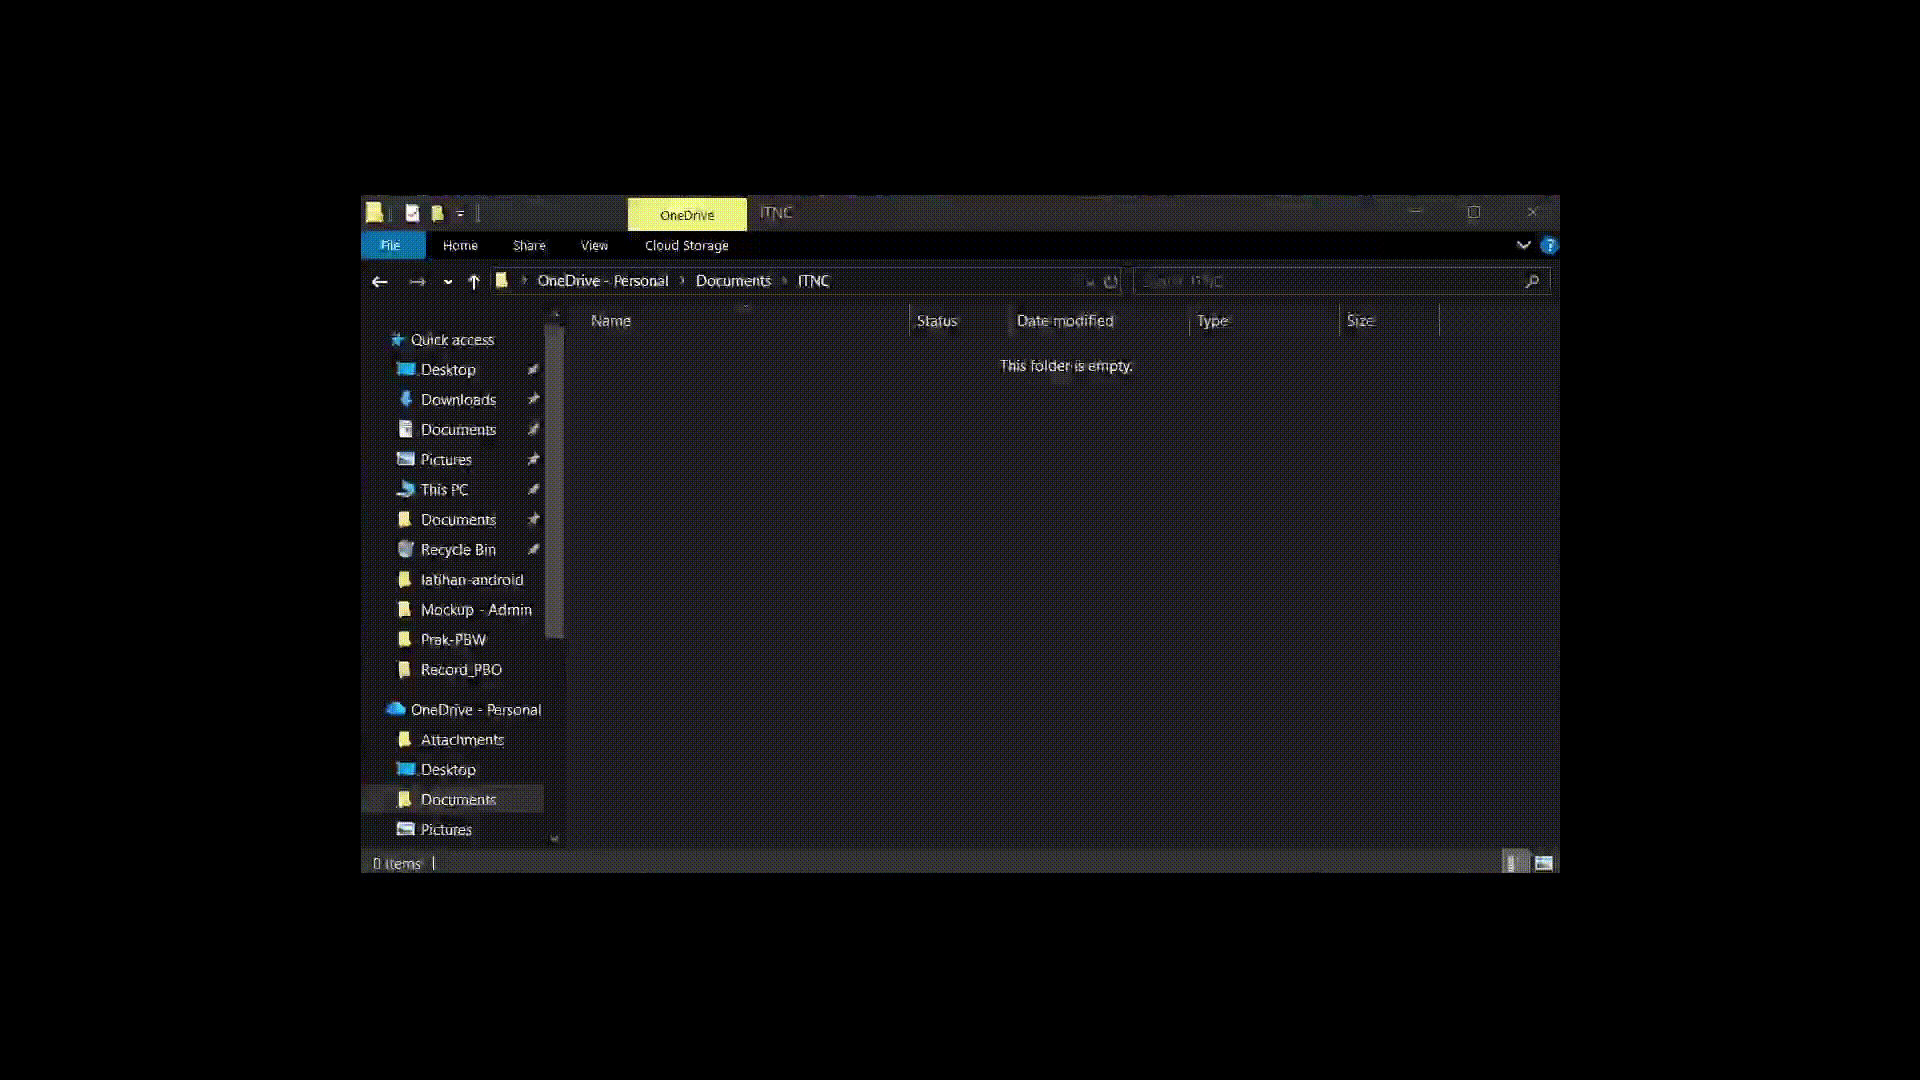 OneDrive ITNC
File Home Share View Cloud Storage
OneDrive - Personal Documents ITNC ITNC
Name Status Date modified Type Size
This folder is empty.
Quick access
Desktop
Downloads
Documents
Pictures
This PC
Documents
Recycle Bin
latihan-android
Mockup - Admin
Prak-PBW
Record_PBO
OneDrive - Personal
Attachments
Desktop
Documents
Pictures
0 items